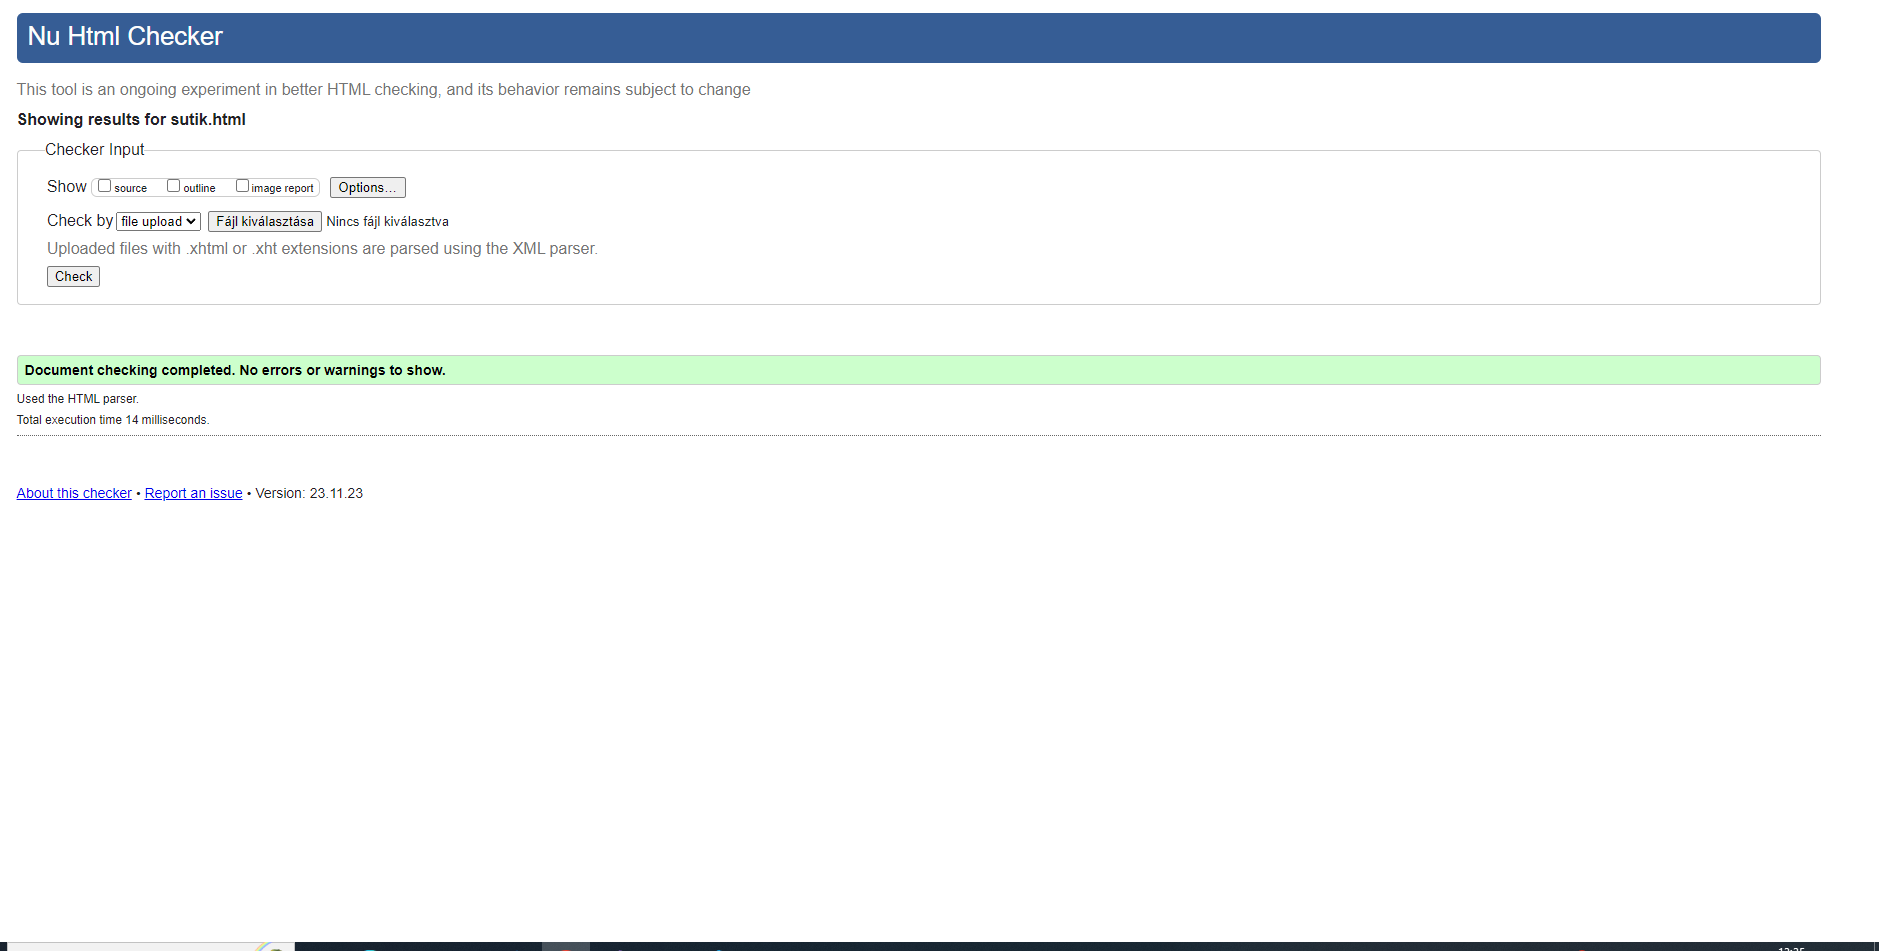 Nu Html Checker
This tool is an ongoing experiment in better HTML checking, and its behavior remains subject to change
Showing results for sutik.html
Checker Input
Show source outline image report Options...
Check by file upload Fájl kiválasztása Nincs fájl kiválasztva
Uploaded files with .xhtml or .xht extensions are parsed using the XML parser.
Check
Document checking completed. No errors or warnings to show.
Used the HTML parser.
Total execution time 14 milliseconds.
About this checker • Report an issue • Version: 23.11.23